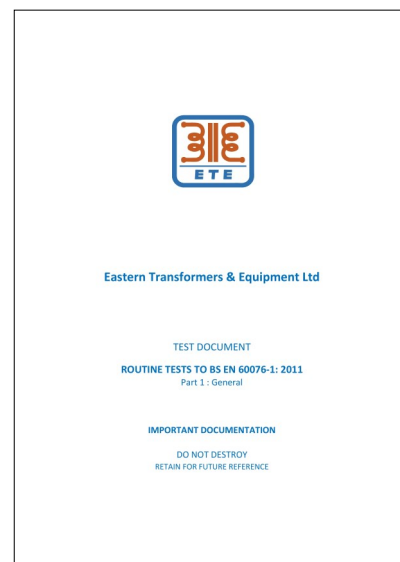 ETE
Eastern Transformers & Equipment Ltd
TEST DOCUMENT
ROUTINE TESTS TO BS EN 60076-1: 2011
Part 1 : General
IMPORTANT DOCUMENTATION
DO NOT DESTROY
RETAIN FOR FUTURE REFERENCE